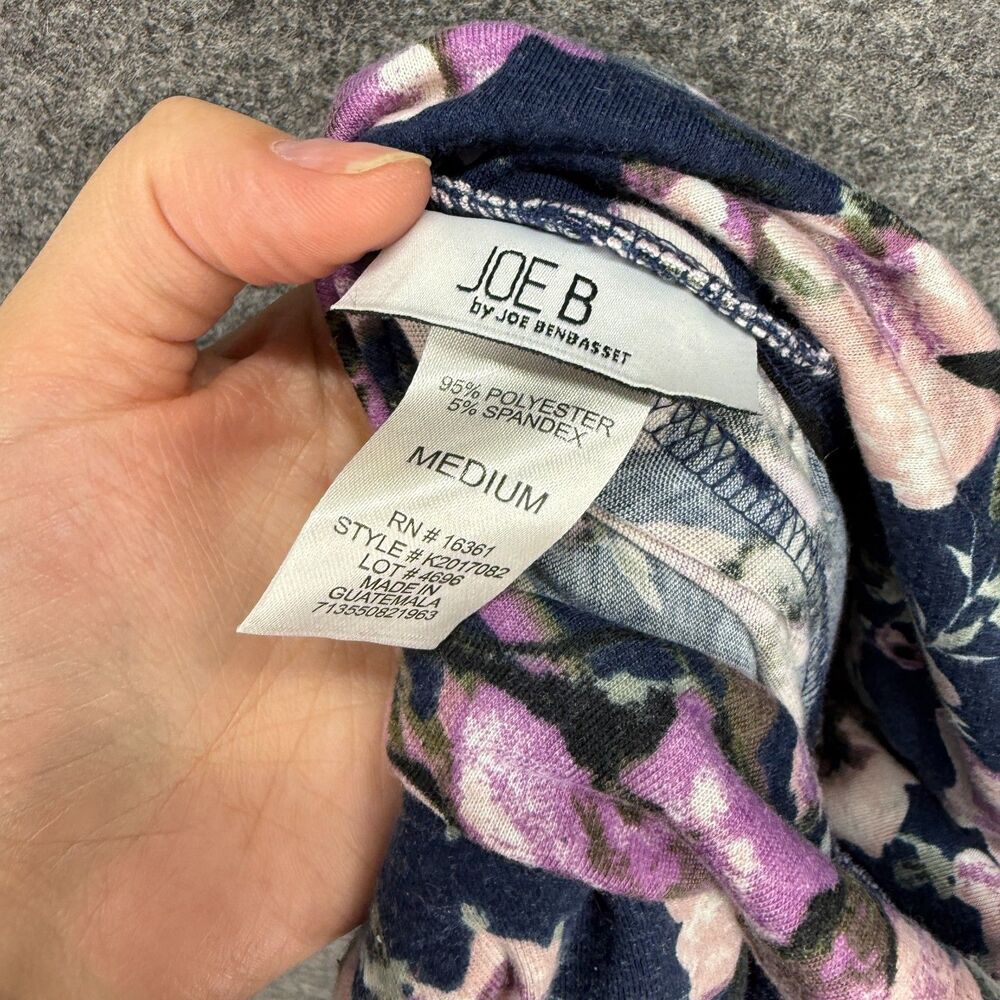 JOE B
by JOE BENBASSET
95% POLYESTER
5% SPANDEX
MEDIUM
RN # 16361
STYLE # K2017082
LOT # 4696
MADE IN
GUATEMALA
713550821963